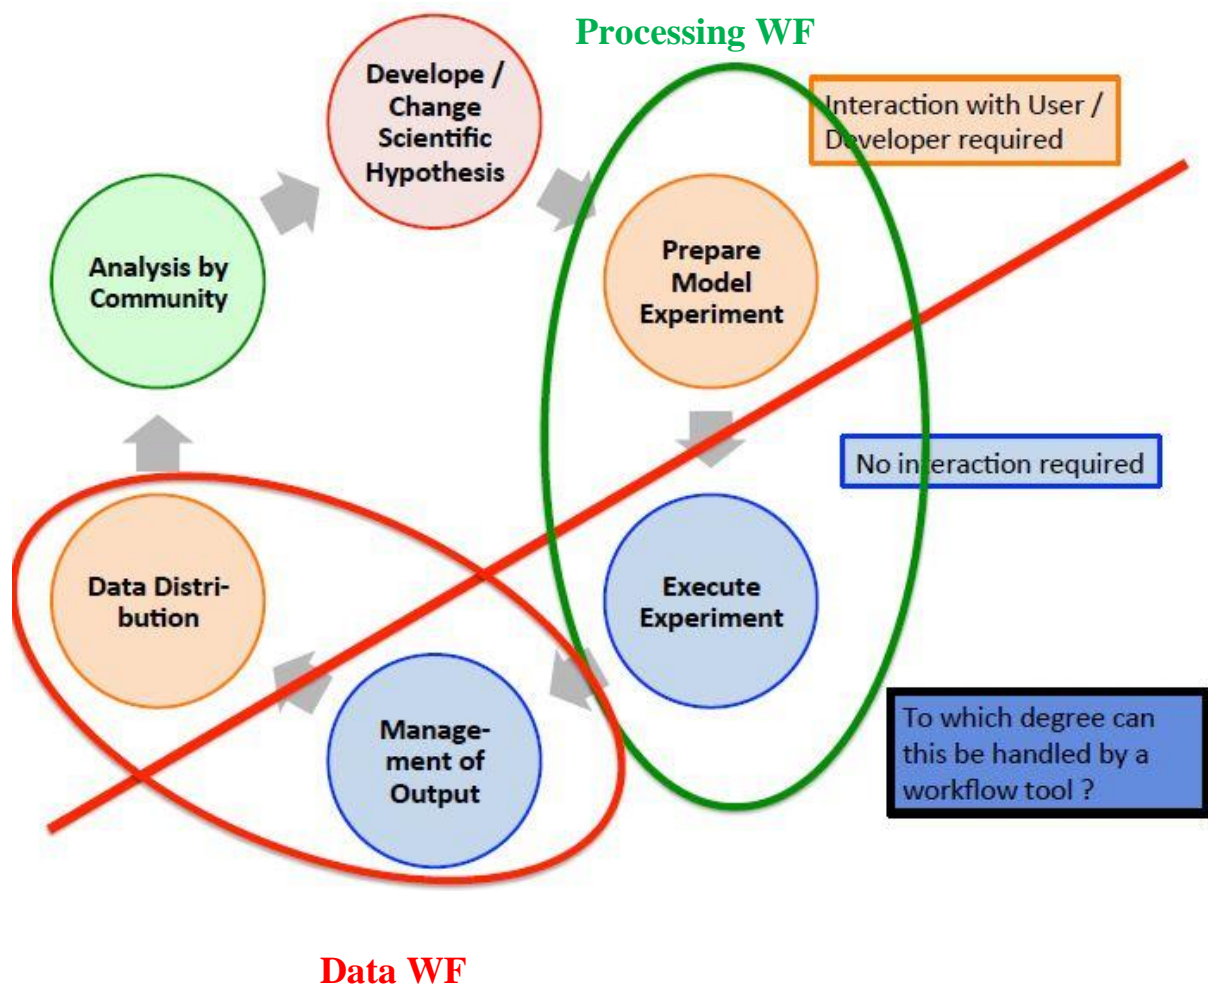 Processing WF
Develope /
Change
Scientific
Hypothesis
Interaction with User /
Developer required
Prepare
Model
Experiment
Analysis by
Community
No interaction required
Data Distri-
bution
Execute
Experiment
Manage-
ment of
Output
To which degree can
this be handled by a
workflow tool ?
Data WF